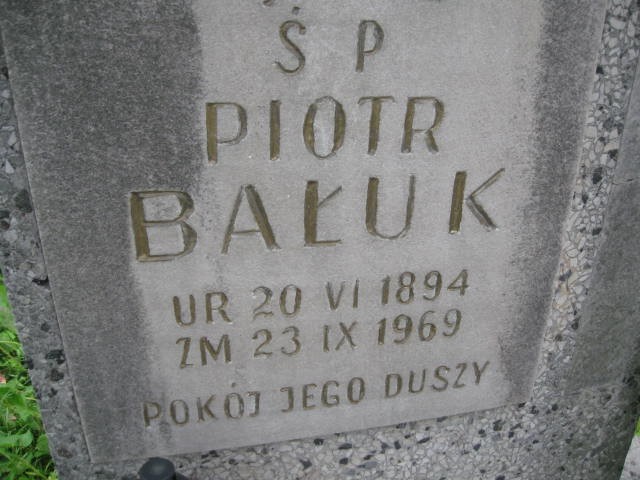 Ś P
PIOTR
BAŁUK
UR 20 VI 1894
ZM 23 IX 1969
POKÓJ JEGO DUSZY